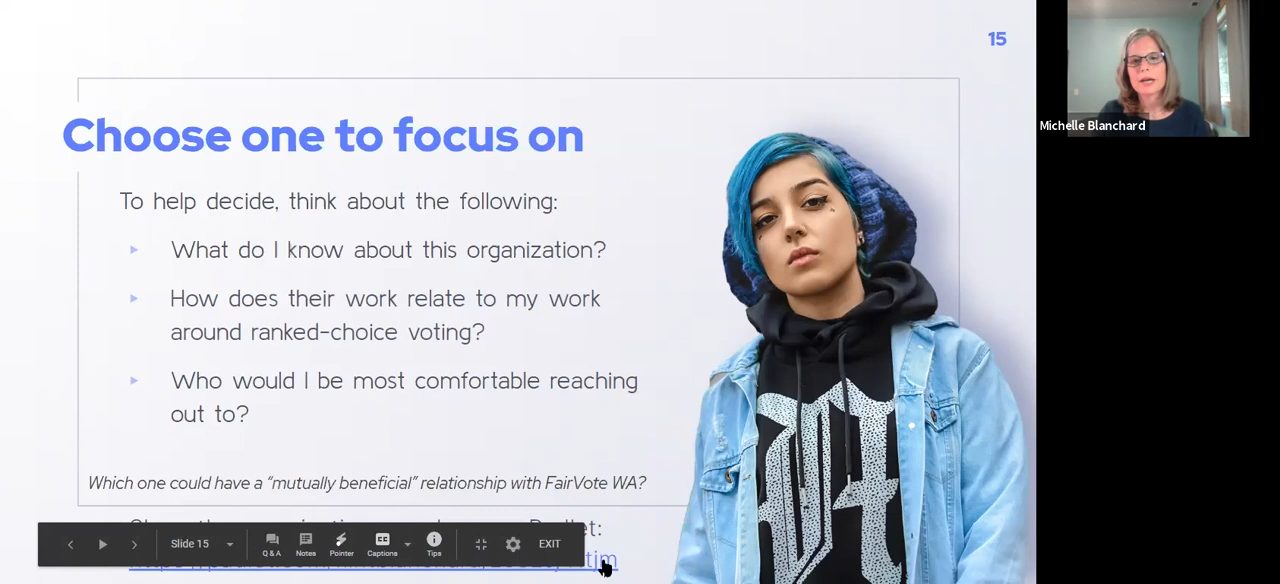 15
Michelle Blanchard
Choose one to focus on
To help decide, think about the following:
What do I know about this organization?
How does their work relate to my work
around ranked-choice voting?
Who would I be most comfortable reaching
out to?
Which one could have a “mutually beneficial” relationship with FairVote WA?
Slide 15
Q & A
Notes
Pointer
Captions
Tips
EXIT